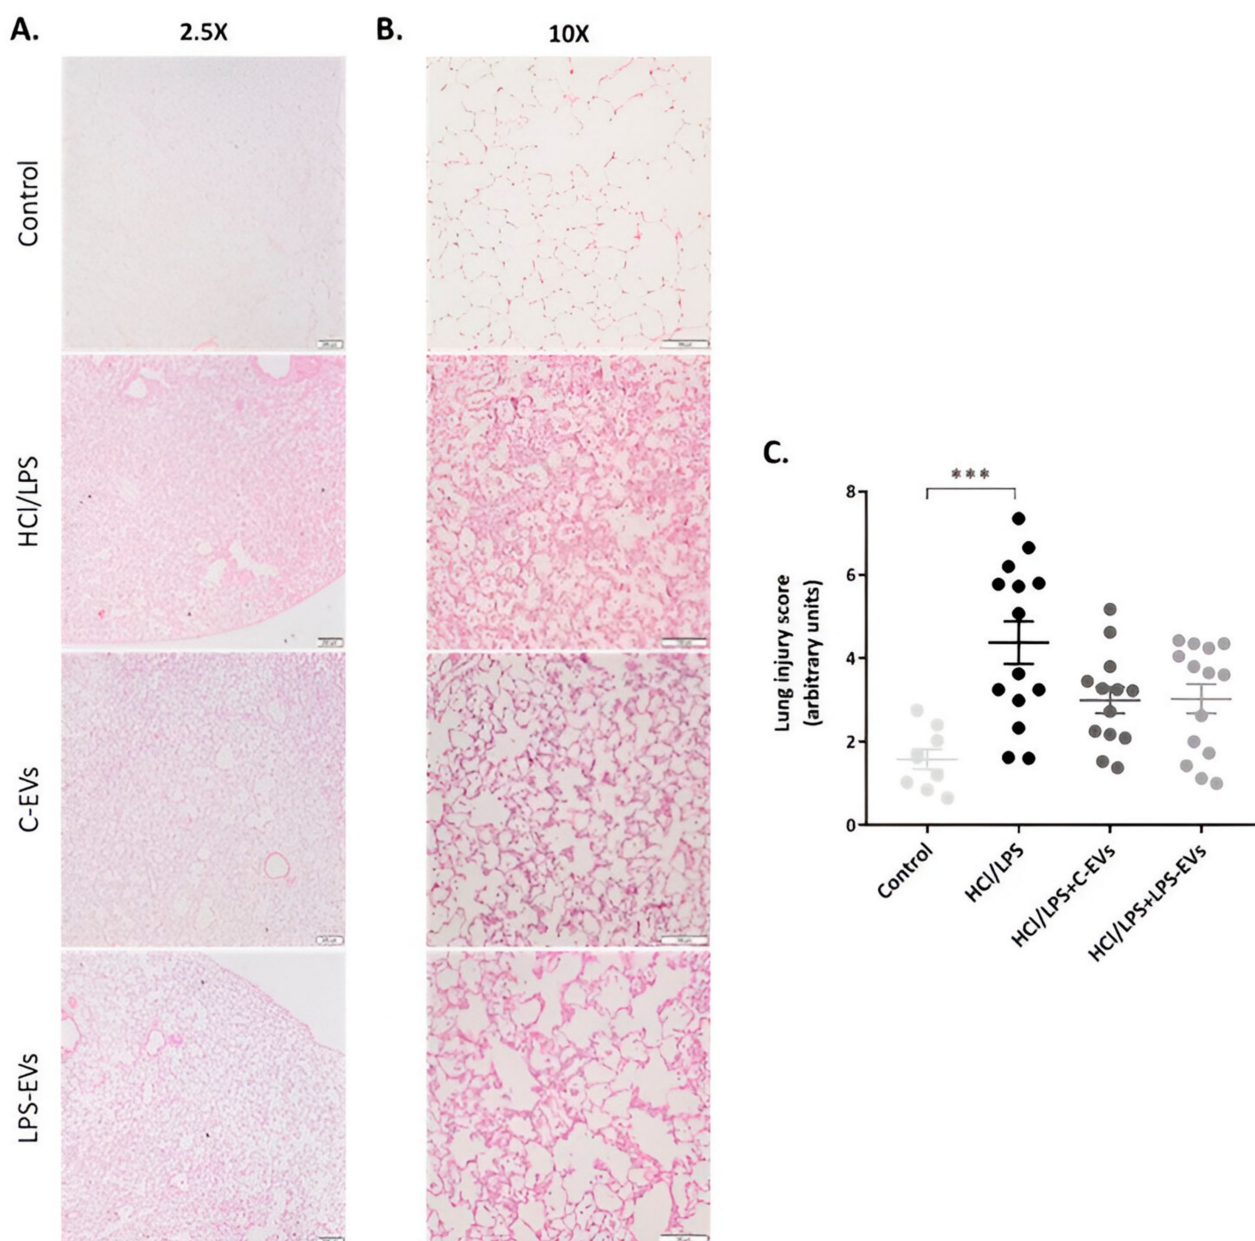 A.
2.5X
B.
10X
Control
HCl/LPS
C-EVs
LPS-EVs
C.
***
Lung injury score
(arbitrary units)
8
6
4
2
0
Control
HCl/LPS
HCl/LPS+C-EVs
HCl/LPS+LPS-EVs